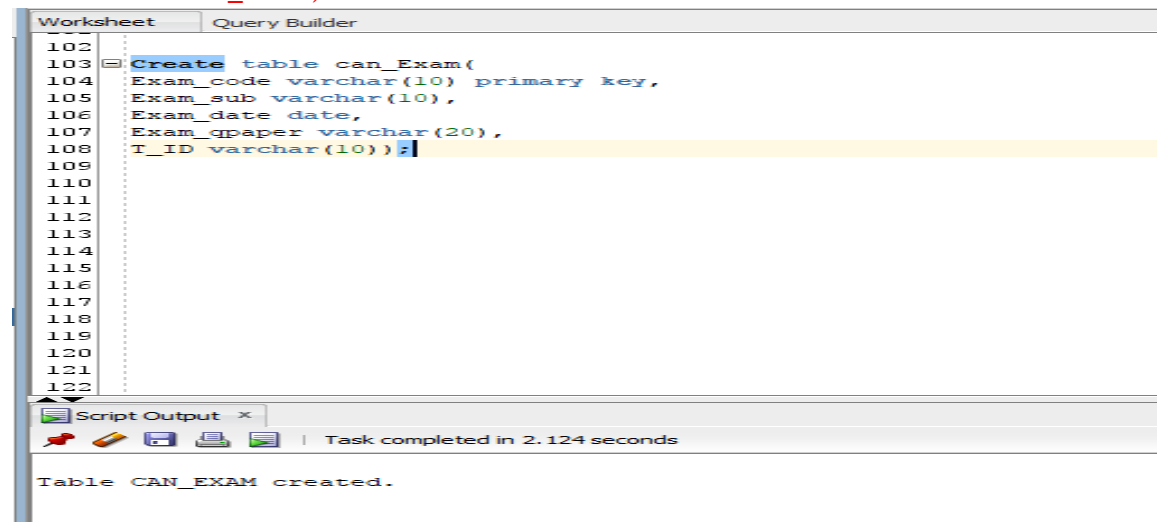 Worksheet Query Builder
102
103 Create table can_Exam(
104 Exam_code varchar(10) primary key,
105 Exam_sub varchar(10),
106 Exam_date date,
107 Exam_qpaper varchar(20),
108 T_ID varchar(10));
109
110
111
112
113
114
115
116
117
118
119
120
121
122
Script Output ×
Task completed in 2.124 seconds
Table CAN_EXAM created.